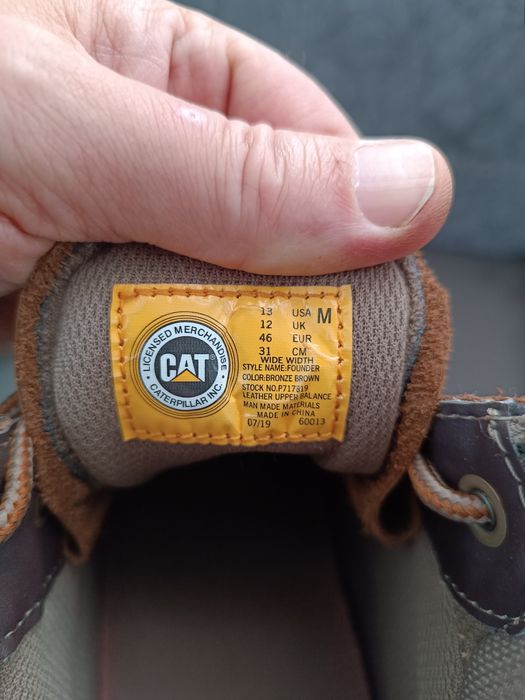 LICENSED MERCHANDISE
CAT®
CATERPILLAR INC.
13 USA M
12 UK
46 EUR
31 CM
WIDE WIDTH
STYLE NAME:FOUNDER
COLOR:BRONZE BROWN
STOCK NO.P717819
LEATHER UPPER BALANCE
MAN MADE MATERIALS
MADE IN CHINA
07/19 60013